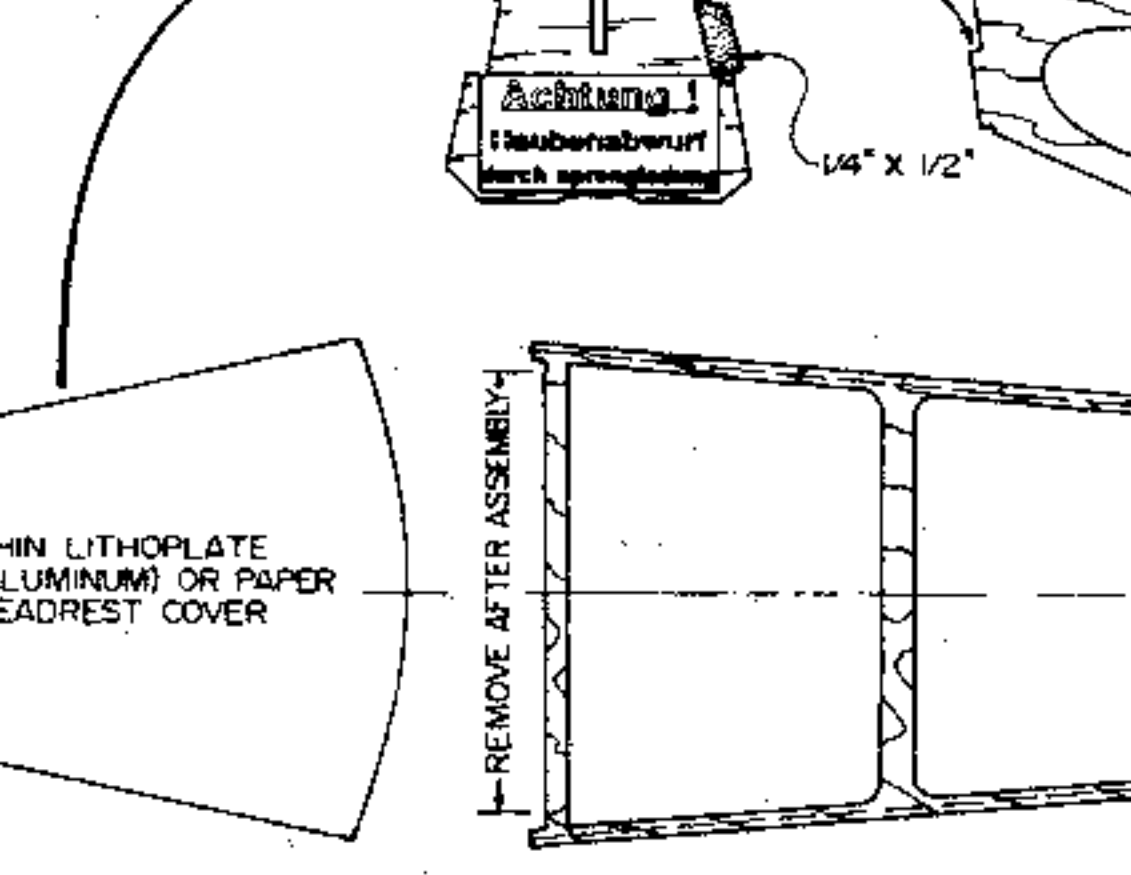 Achtung !
Haubenabwurf
durch sprengladung
1/4" X 1/2"
REMOVE AFTER ASSEMBLY
HIN LITHOPLATE
LUMINUM) OR PAPER
EADREST COVER